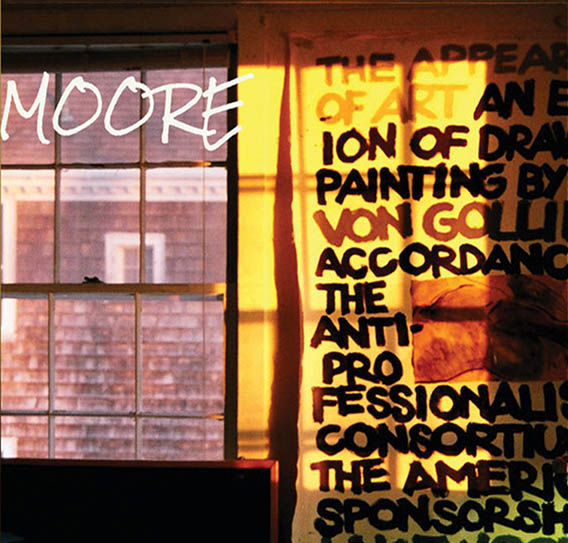 MOORE
THE APPEAR
OF ART AN E
ION OF DRAW
PAINTING BY
VON GOLLI
ACCORDANC
THE
ANTI-
PRO
FESSIONALIS
CONSORTIU
THE AMERI
SPONSORSH